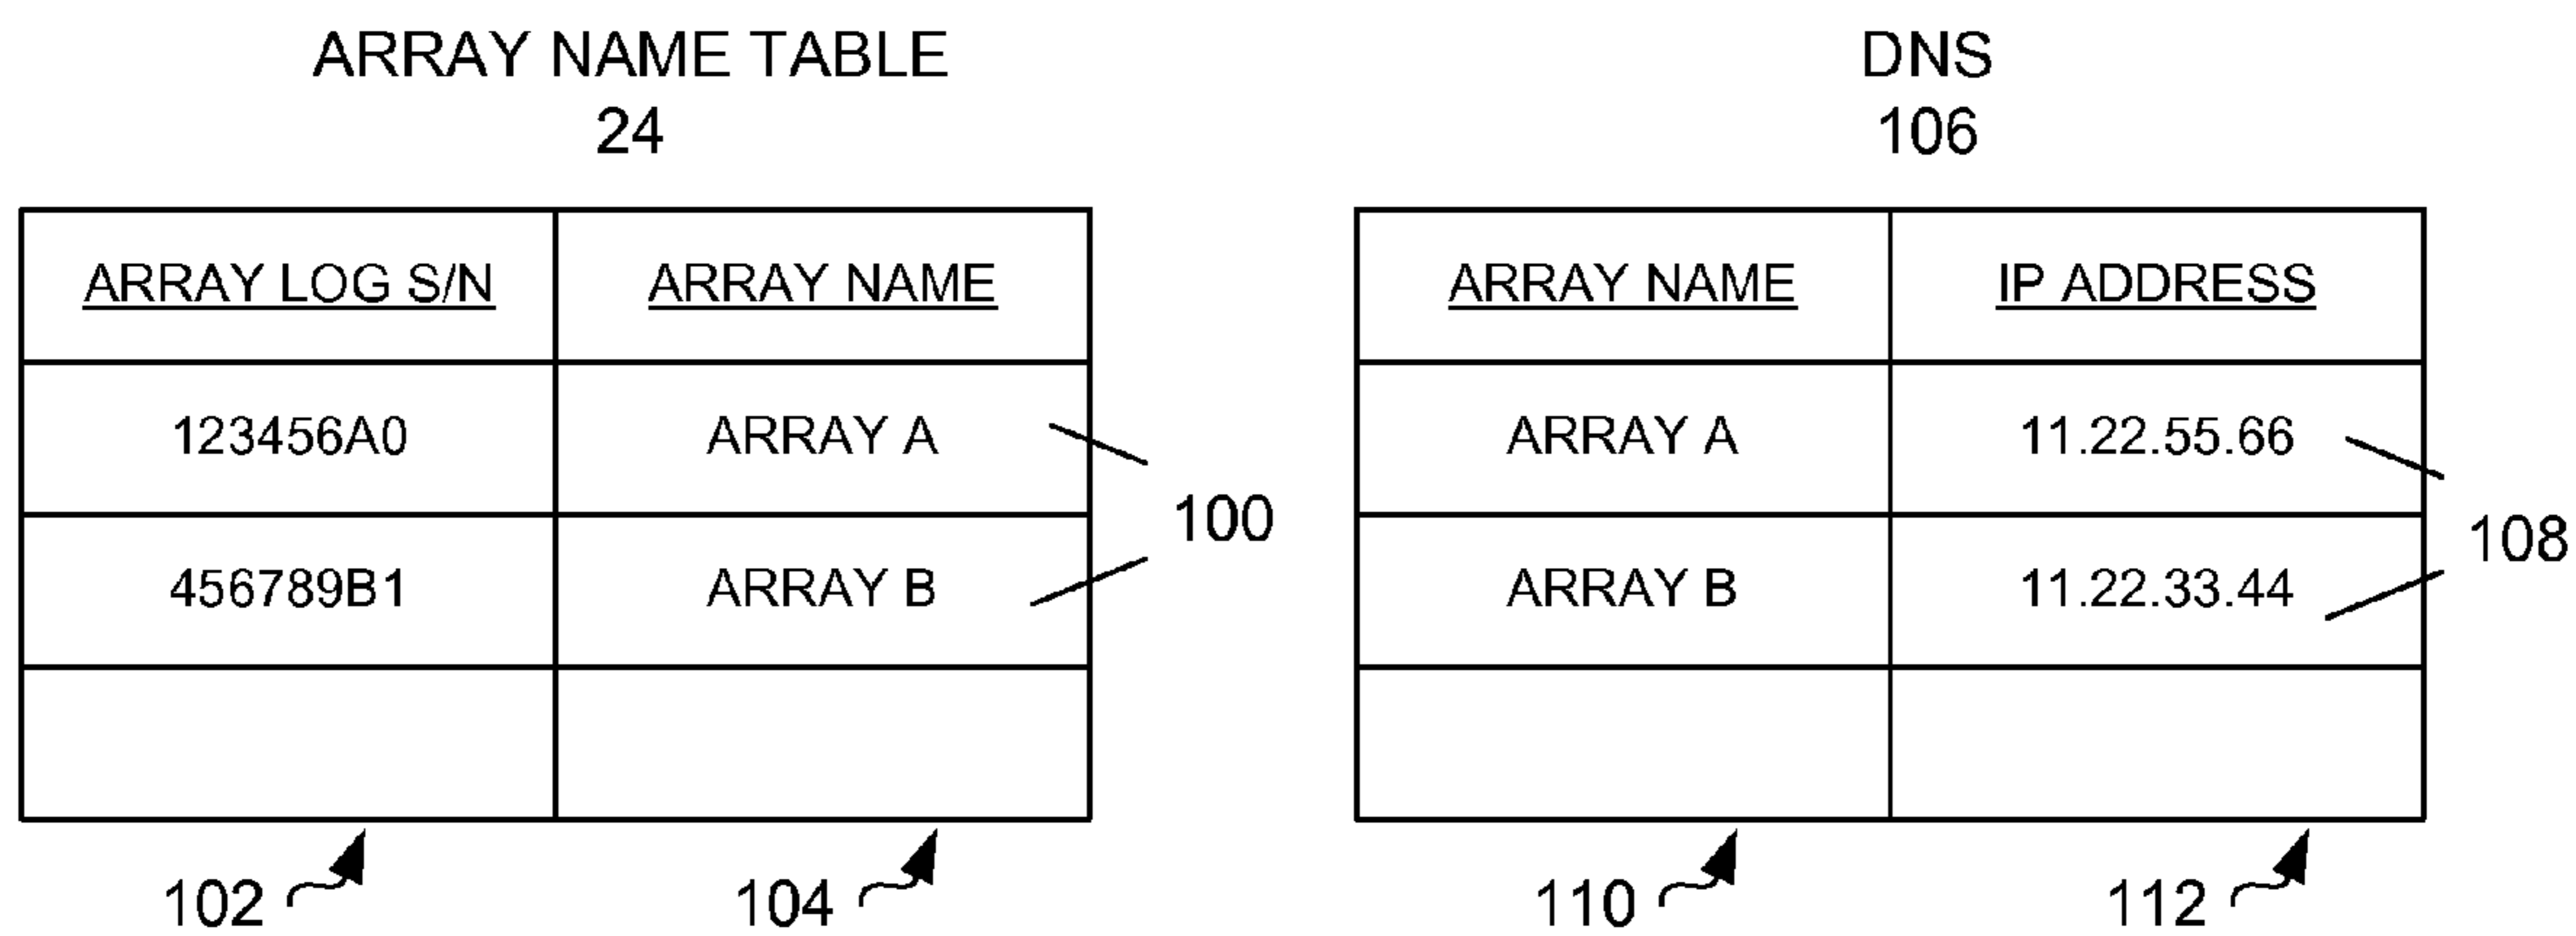 ARRAY NAME TABLE
24
ARRAY LOG S/N ARRAY NAME
123456A0 ARRAY A
100
456789B1 ARRAY B
102 104
DNS
106
ARRAY NAME IP ADDRESS
ARRAY A 11.22.55.66
108
ARRAY B 11.22.33.44
110 112